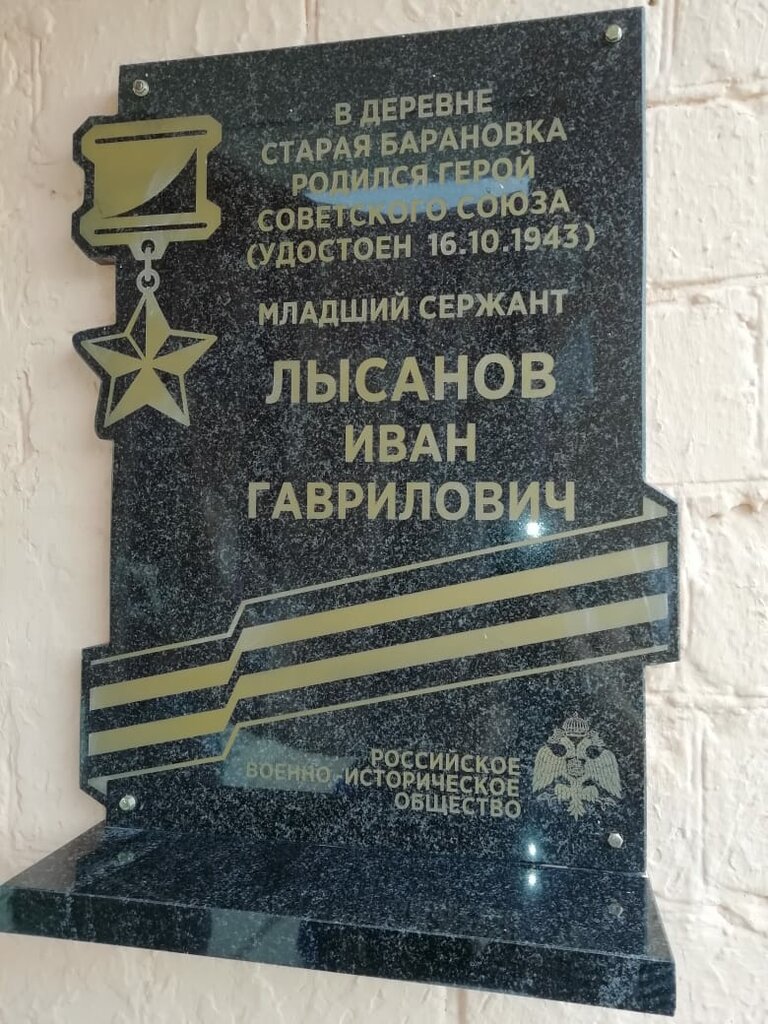 В ДЕРЕВНЕ
СТАРАЯ БАРАНОВКА
РОДИЛСЯ ГЕРОЙ
СОВЕТСКОГО СОЮЗА
(УДОСТОЕН 16.10.1943)
МЛАДШИЙ СЕРЖАНТ
ЛЫСАНОВ
ИВАН
ГАВРИЛОВИЧ
РОССИЙСКОЕ
ВОЕННО-ИСТОРИЧЕСКОЕ
ОБЩЕСТВО